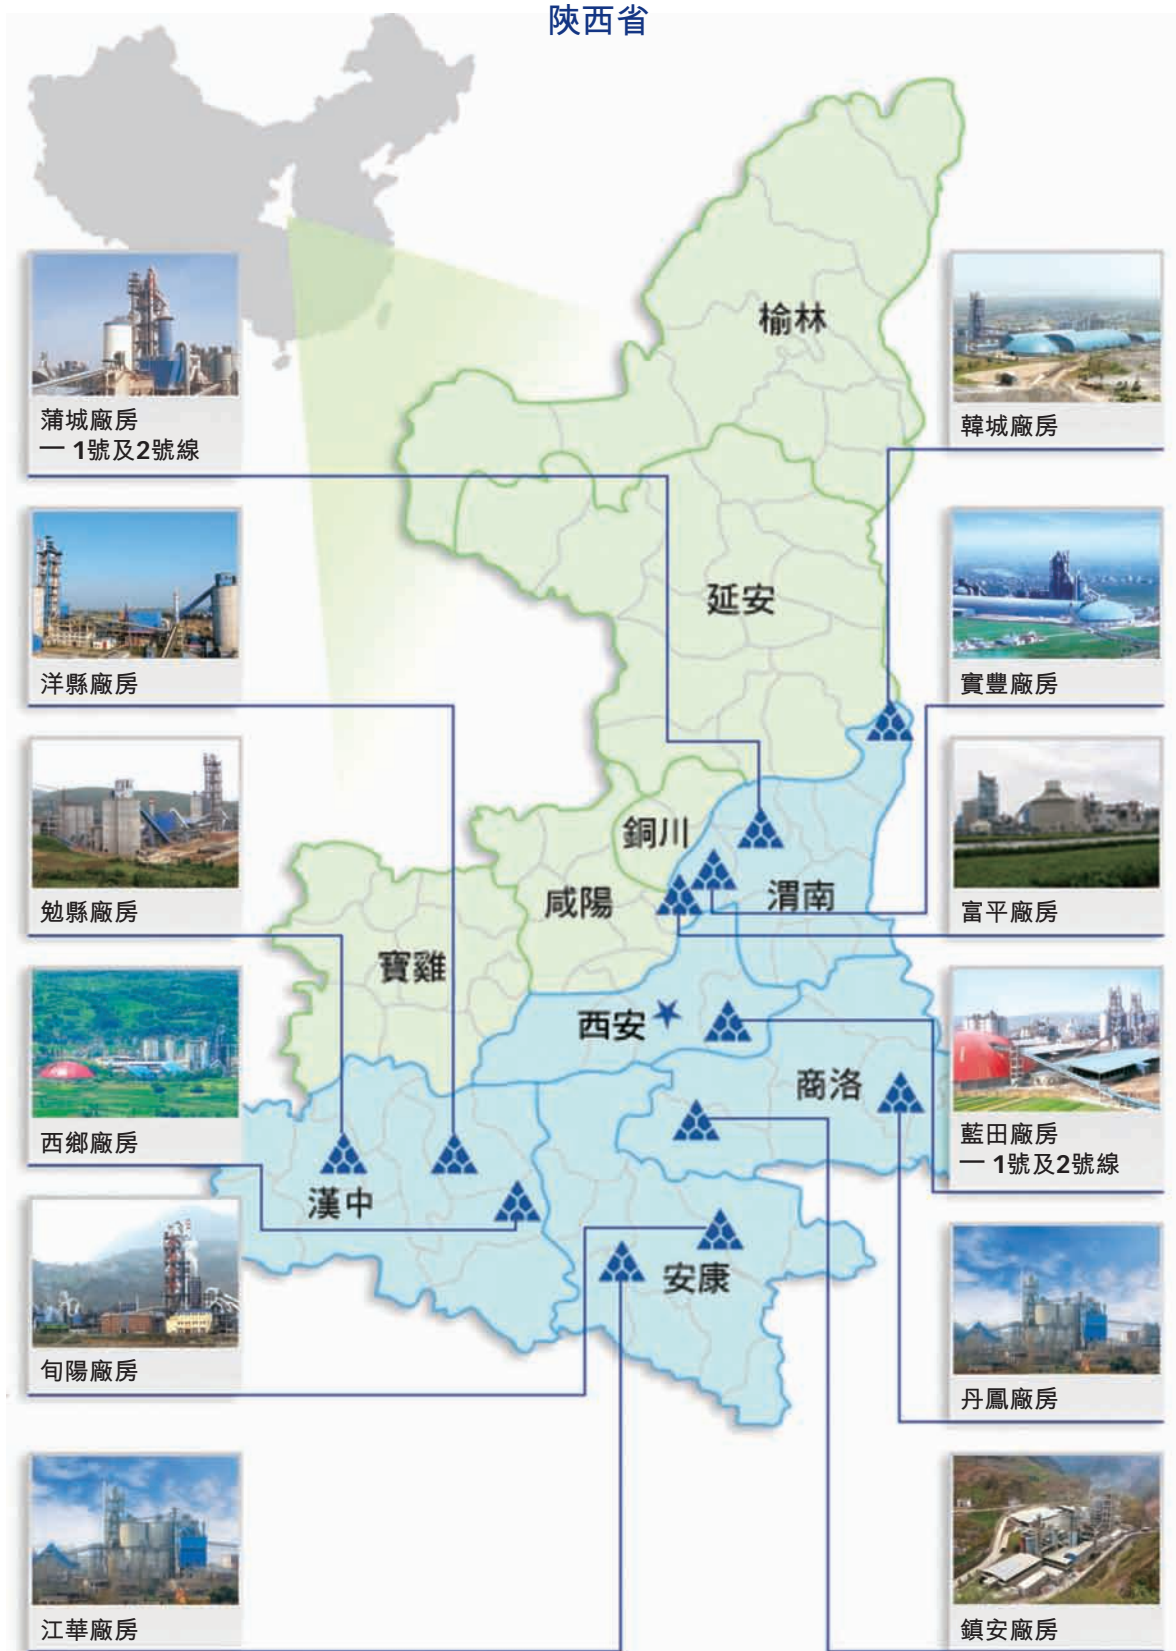 陝西省
蒲城廠房
一 1號及2號線
洋縣廠房
勉縣廠房
西鄉廠房
旬陽廠房
江華廠房
榆林
延安
銅川
咸陽
渭南
寶雞
西安
商洛
漢中
安康
韓城廠房
實豐廠房
富平廠房
藍田廠房
一 1號及2號線
丹鳳廠房
鎮安廠房